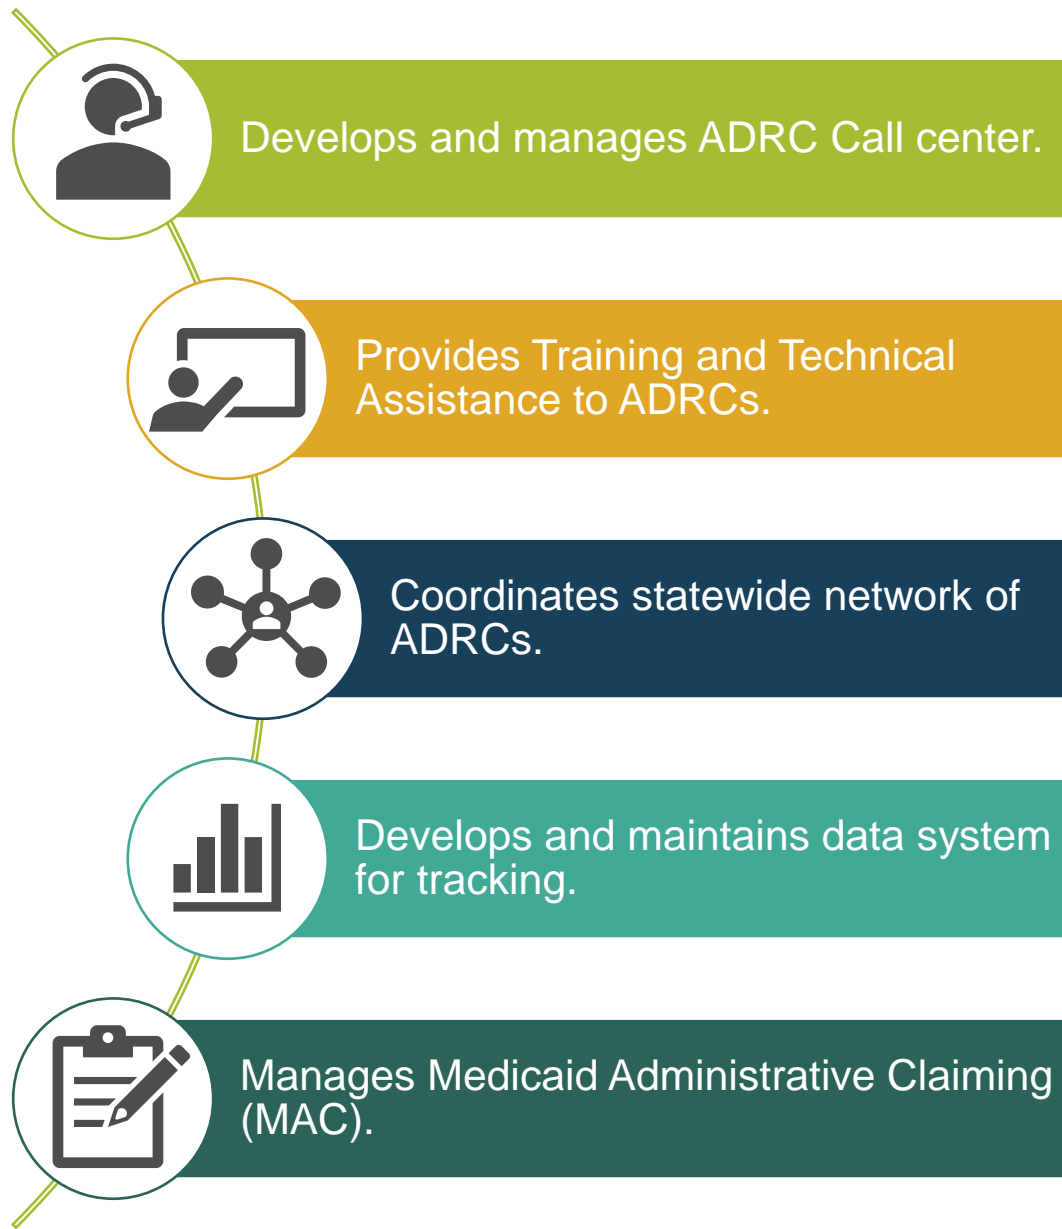 Develops and manages ADRC Call center.
Provides Training and Technical
Assistance to ADRCs.
Coordinates statewide network of
ADRCs.
Develops and maintains data system
for tracking.
Manages Medicaid Administrative Claiming
(MAC).